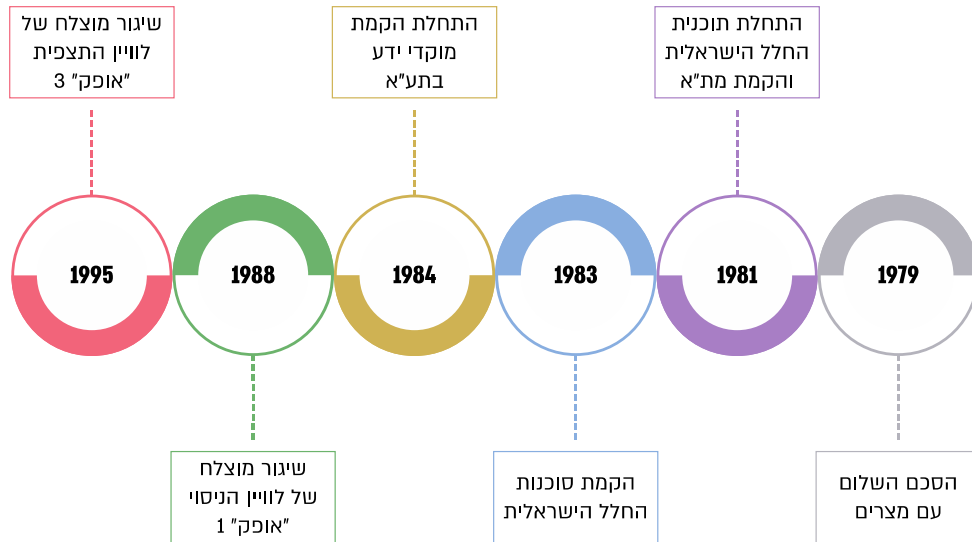 הסכם השלום
עם מצרים
1979
התחלת תוכנית
החלל הישראלית
והקמת מת"א
1981
הקמת סוכנות
החלל הישראלית
1983
התחלת הקמת
מוקדי ידע
בתע"א
1984
שיגור מוצלח
של לוויין הניסוי
"אופק" 1
1988
שיגור מוצלח של
לוויין התצפית
"אופק" 3
1995